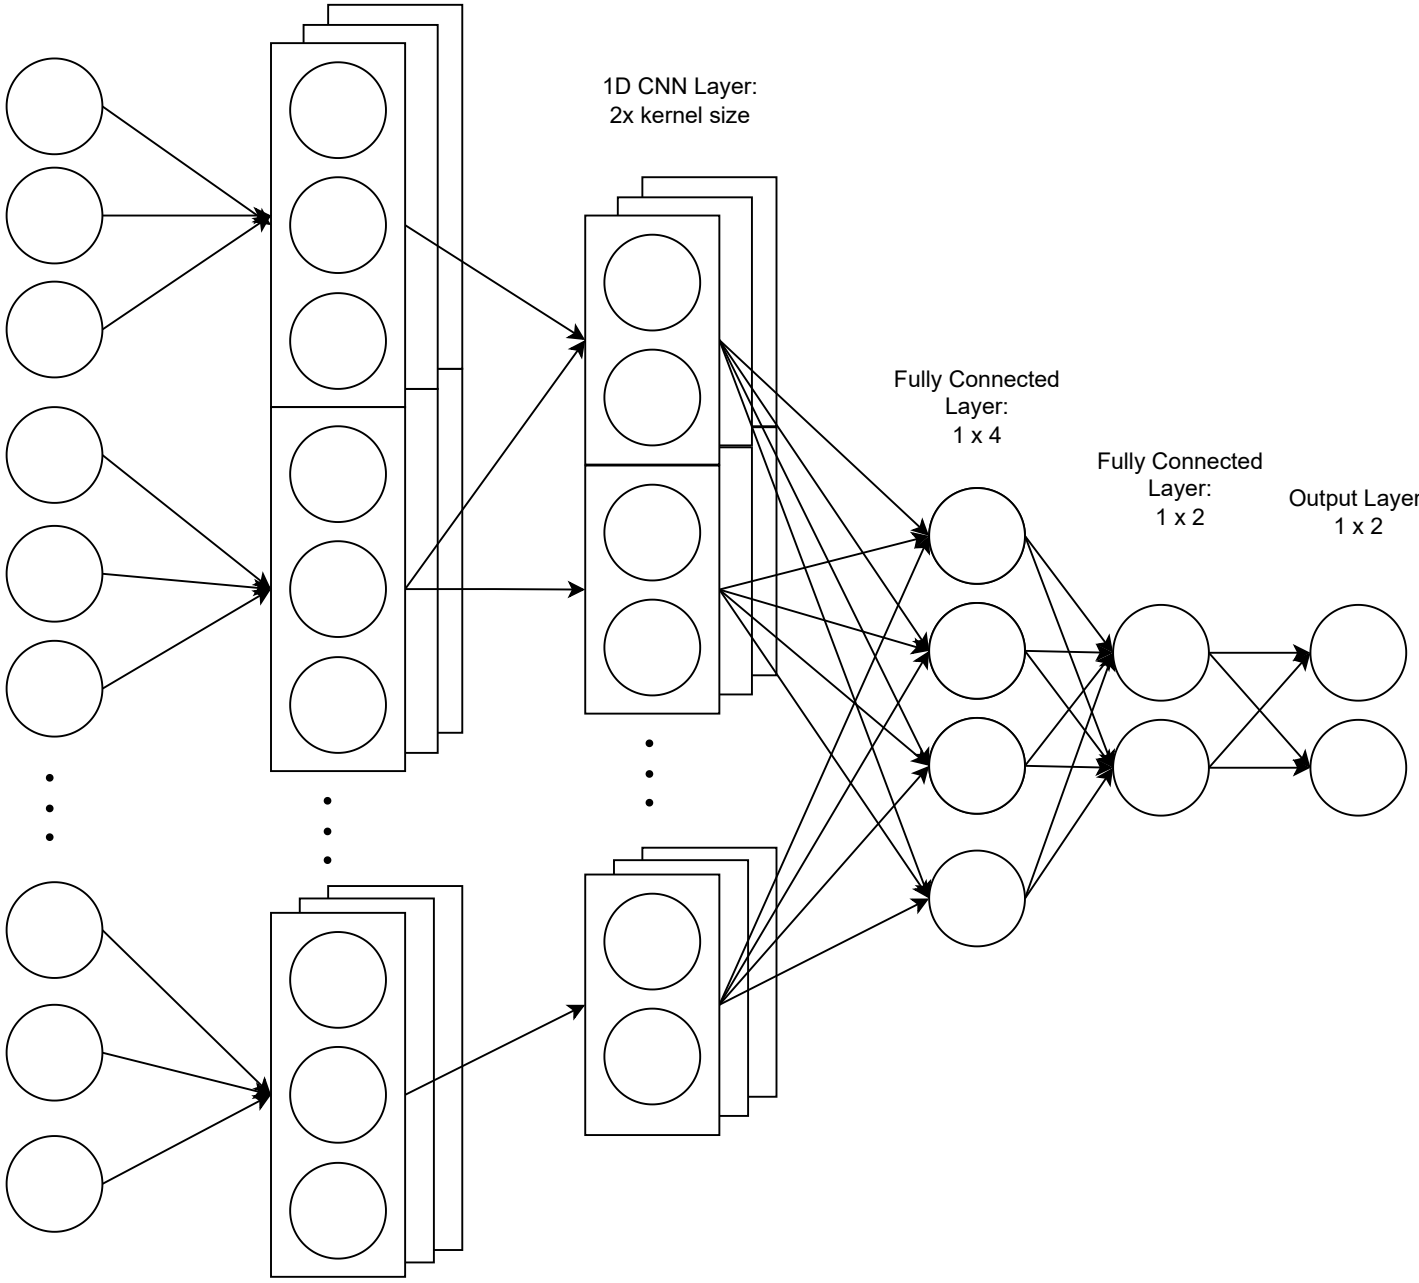 1D CNN Layer:
2x kernel size
Fully Connected
Layer:
1 x 4
Fully Connected
Layer:
1 x 2
Output Layer
1 x 2